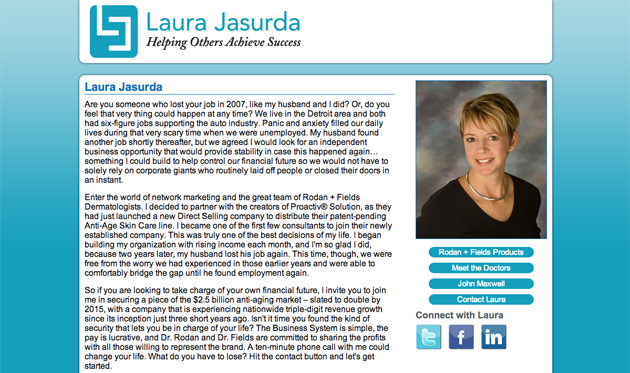 Laura Jasurda
Helping Others Achieve Success
Laura Jasurda
Are you someone who lost your job in 2007, like my husband and I did? Or, do you
feel that very thing could happen at any time? We live in the Detroit area and both
had six-figure jobs supporting the auto industry. Panic and anxiety filled our daily
lives during that very scary time when we were unemployed. My husband found
another job shortly thereafter, but we agreed I would look for an independent
business opportunity that would provide stability in case this happened again…
something I could build to help control our financial future so we would not have to
solely rely on corporate giants who routinely laid off people or closed their doors in
an instant.
Enter the world of network marketing and the great team of Rodan + Fields
Dermatologists. I decided to partner with the creators of Proactiv® Solution, as they
had just launched a new Direct Selling company to distribute their patent-pending
Anti-Age Skin Care line. I became one of the first few consultants to join their newly
established company. This was truly one of the best decisions of my life. I began
building my organization with rising income each month, and I'm so glad I did,
because two years later, my husband lost his job again. This time, though, we were
free from the worry we had experienced in those earlier years and were able to
comfortably bridge the gap until he found employment again.
So if you are looking to take charge of your own financial future, I invite you to join
me in securing a piece of the $2.5 billion anti-aging market – slated to double by
2015, with a company that is experiencing nationwide triple-digit revenue growth
since its inception just three short years ago. Isn't it time you found the kind of
security that lets you be in charge of your life? The Business System is simple, the
pay is lucrative, and Dr. Rodan and Dr. Fields are committed to sharing the profits
with all those willing to represent the brand. A ten-minute phone call with me could
change your life. What do you have to lose? Hit the contact button and let's get
started.
Rodan + Fields Products
Meet the Doctors
John Maxwell
Contact Laura
Connect with Laura
t f in